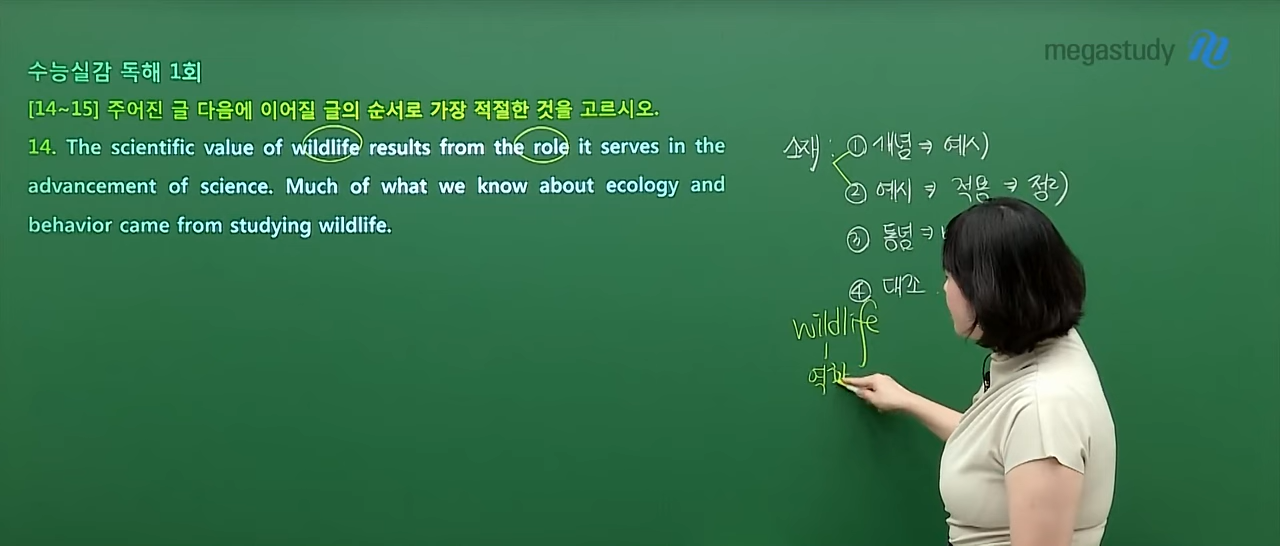 megastudy
수능실감 독해 1회
[14~15] 주어진 글 다음에 이어질 글의 순서로 가장 적절한 것을 고르시오.
14. The scientific value of wildlife results from the role it serves in the
advancement of science. Much of what we know about ecology and
behavior came from studying wildlife.
소재: ① 개념 ⇒ 예시)
② 예시 ⇒ 적용 ⇒ 정리)
③ 통념 ⇒
④ 대조
wildlife
역할